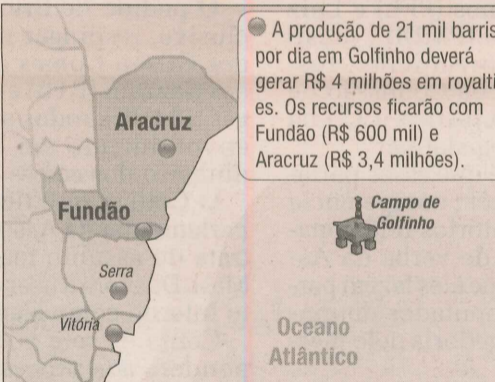 A produção de 21 mil barris
por dia em Golfinho deverá
gerar R$ 4 milhões em royalti
es. Os recursos ficarão com
Fundão (R$ 600 mil) e
Aracruz (R$ 3,4 milhões).
Aracruz
Fundão
Campo de
Golfinho
Serra
Vitória
Oceano
Atlântico